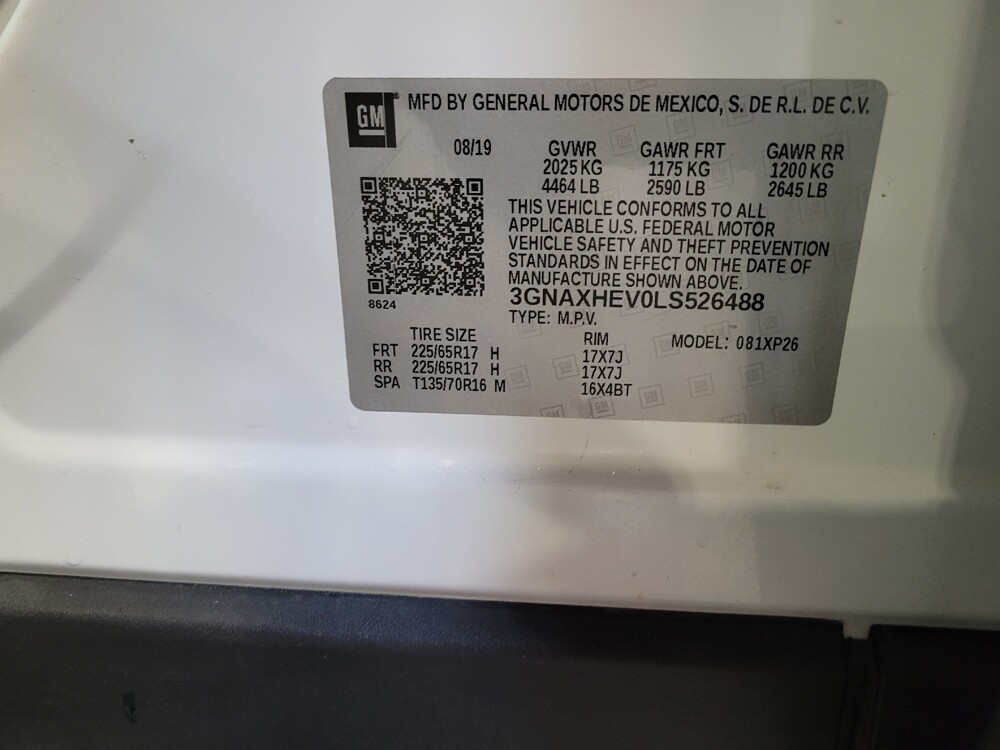 GM® MFD BY GENERAL MOTORS DE MEXICO, S. DE R.L. DE C.V.
08/19 GVWR GAWR FRT GAWR RR
2025 KG 1175 KG 1200 KG
4464 LB 2590 LB 2645 LB
THIS VEHICLE CONFORMS TO ALL
APPLICABLE U.S. FEDERAL MOTOR
VEHICLE SAFETY AND THEFT PREVENTION
STANDARDS IN EFFECT ON THE DATE OF
MANUFACTURE SHOWN ABOVE.
8624
3GNAXHEV0LS526488
TYPE: M.P.V.
TIRE SIZE RIM MODEL: 081XP26
FRT 225/65R17 H 17X7J
RR 225/65R17 H 17X7J
SPA T135/70R16 M 16X4BT